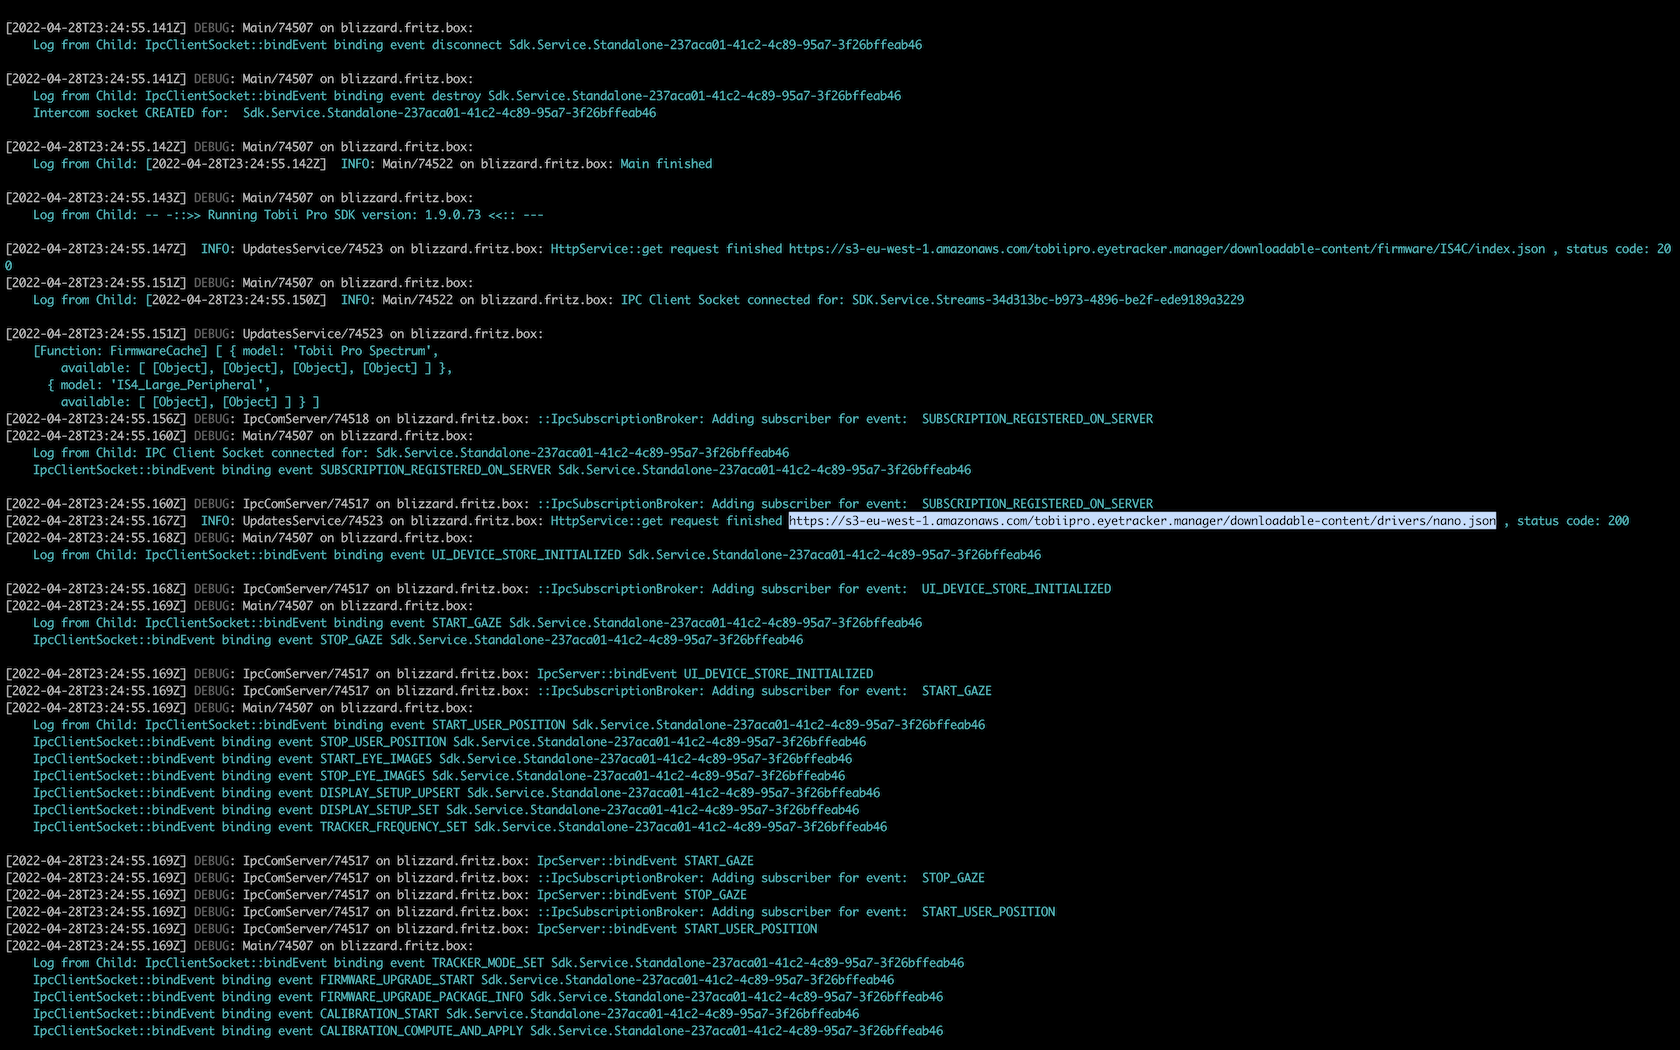 [2022-04-28T23:24:55.141Z] DEBUG: Main/74507 on blizzard.fritz.box:
Log from Child: IpcClientSocket::bindEvent binding event disconnect Sdk.Service.Standalone-237aca01-41c2-4c89-95a7-3f26bffeab46
[2022-04-28T23:24:55.141Z] DEBUG: Main/74507 on blizzard.fritz.box:
Log from Child: IpcClientSocket::bindEvent binding event destroy Sdk.Service.Standalone-237aca01-41c2-4c89-95a7-3f26bffeab46
Intercom socket CREATED for:  Sdk.Service.Standalone-237aca01-41c2-4c89-95a7-3f26bffeab46
[2022-04-28T23:24:55.142Z] DEBUG: Main/74507 on blizzard.fritz.box:
Log from Child: [2022-04-28T23:24:55.142Z]  INFO: Main/74522 on blizzard.fritz.box: Main finished
[2022-04-28T23:24:55.143Z] DEBUG: Main/74507 on blizzard.fritz.box:
Log from Child: -- -::>> Running Tobii Pro SDK version: 1.9.0.73 <<:: ---
[2022-04-28T23:24:55.147Z]  INFO: UpdatesService/74523 on blizzard.fritz.box: HttpService::get request finished https://s3-eu-west-1.amazonaws.com/tobiipro.eyetracker.manager/downloadable-content/firmware/IS4C/index.json , status code: 20
0
[2022-04-28T23:24:55.151Z] DEBUG: Main/74507 on blizzard.fritz.box:
Log from Child: [2022-04-28T23:24:55.150Z]  INFO: Main/74522 on blizzard.fritz.box: IPC Client Socket connected for: SDK.Service.Streams-34d313bc-b973-4896-be2f-ede9189a3229
[2022-04-28T23:24:55.151Z] DEBUG: UpdatesService/74523 on blizzard.fritz.box:
[Function: FirmwareCache] [ { model: 'Tobii Pro Spectrum',
available: [ [Object], [Object], [Object], [Object] ] },
{ model: 'IS4_Large_Peripheral',
available: [ [Object], [Object] ] } ]
[2022-04-28T23:24:55.156Z] DEBUG: IpcComServer/74518 on blizzard.fritz.box: ::IpcSubscriptionBroker: Adding subscriber for event:  SUBSCRIPTION_REGISTERED_ON_SERVER
[2022-04-28T23:24:55.160Z] DEBUG: Main/74507 on blizzard.fritz.box:
Log from Child: IPC Client Socket connected for: Sdk.Service.Standalone-237aca01-41c2-4c89-95a7-3f26bffeab46
IpcClientSocket::bindEvent binding event SUBSCRIPTION_REGISTERED_ON_SERVER Sdk.Service.Standalone-237aca01-41c2-4c89-95a7-3f26bffeab46
[2022-04-28T23:24:55.160Z] DEBUG: IpcComServer/74517 on blizzard.fritz.box: ::IpcSubscriptionBroker: Adding subscriber for event:  SUBSCRIPTION_REGISTERED_ON_SERVER
[2022-04-28T23:24:55.167Z]  INFO: UpdatesService/74523 on blizzard.fritz.box: HttpService::get request finished https://s3-eu-west-1.amazonaws.com/tobiipro.eyetracker.manager/downloadable-content/drivers/nano.json , status code: 200
[2022-04-28T23:24:55.168Z] DEBUG: Main/74507 on blizzard.fritz.box:
Log from Child: IpcClientSocket::bindEvent binding event UI_DEVICE_STORE_INITIALIZED Sdk.Service.Standalone-237aca01-41c2-4c89-95a7-3f26bffeab46
[2022-04-28T23:24:55.168Z] DEBUG: IpcComServer/74517 on blizzard.fritz.box: ::IpcSubscriptionBroker: Adding subscriber for event:  UI_DEVICE_STORE_INITIALIZED
[2022-04-28T23:24:55.169Z] DEBUG: Main/74507 on blizzard.fritz.box:
Log from Child: IpcClientSocket::bindEvent binding event START_GAZE Sdk.Service.Standalone-237aca01-41c2-4c89-95a7-3f26bffeab46
IpcClientSocket::bindEvent binding event STOP_GAZE Sdk.Service.Standalone-237aca01-41c2-4c89-95a7-3f26bffeab46
[2022-04-28T23:24:55.169Z] DEBUG: IpcComServer/74517 on blizzard.fritz.box: IpcServer::bindEvent UI_DEVICE_STORE_INITIALIZED
[2022-04-28T23:24:55.169Z] DEBUG: IpcComServer/74517 on blizzard.fritz.box: ::IpcSubscriptionBroker: Adding subscriber for event:  START_GAZE
[2022-04-28T23:24:55.169Z] DEBUG: Main/74507 on blizzard.fritz.box:
Log from Child: IpcClientSocket::bindEvent binding event START_USER_POSITION Sdk.Service.Standalone-237aca01-41c2-4c89-95a7-3f26bffeab46
IpcClientSocket::bindEvent binding event STOP_USER_POSITION Sdk.Service.Standalone-237aca01-41c2-4c89-95a7-3f26bffeab46
IpcClientSocket::bindEvent binding event START_EYE_IMAGES Sdk.Service.Standalone-237aca01-41c2-4c89-95a7-3f26bffeab46
IpcClientSocket::bindEvent binding event STOP_EYE_IMAGES Sdk.Service.Standalone-237aca01-41c2-4c89-95a7-3f26bffeab46
IpcClientSocket::bindEvent binding event DISPLAY_SETUP_UPSERT Sdk.Service.Standalone-237aca01-41c2-4c89-95a7-3f26bffeab46
IpcClientSocket::bindEvent binding event DISPLAY_SETUP_SET Sdk.Service.Standalone-237aca01-41c2-4c89-95a7-3f26bffeab46
IpcClientSocket::bindEvent binding event TRACKER_FREQUENCY_SET Sdk.Service.Standalone-237aca01-41c2-4c89-95a7-3f26bffeab46
[2022-04-28T23:24:55.169Z] DEBUG: IpcComServer/74517 on blizzard.fritz.box: IpcServer::bindEvent START_GAZE
[2022-04-28T23:24:55.169Z] DEBUG: IpcComServer/74517 on blizzard.fritz.box: ::IpcSubscriptionBroker: Adding subscriber for event:  STOP_GAZE
[2022-04-28T23:24:55.169Z] DEBUG: IpcComServer/74517 on blizzard.fritz.box: IpcServer::bindEvent STOP_GAZE
[2022-04-28T23:24:55.169Z] DEBUG: IpcComServer/74517 on blizzard.fritz.box: ::IpcSubscriptionBroker: Adding subscriber for event:  START_USER_POSITION
[2022-04-28T23:24:55.169Z] DEBUG: IpcComServer/74517 on blizzard.fritz.box: IpcServer::bindEvent START_USER_POSITION
[2022-04-28T23:24:55.169Z] DEBUG: Main/74507 on blizzard.fritz.box:
Log from Child: IpcClientSocket::bindEvent binding event TRACKER_MODE_SET Sdk.Service.Standalone-237aca01-41c2-4c89-95a7-3f26bffeab46
IpcClientSocket::bindEvent binding event FIRMWARE_UPGRADE_START Sdk.Service.Standalone-237aca01-41c2-4c89-95a7-3f26bffeab46
IpcClientSocket::bindEvent binding event FIRMWARE_UPGRADE_PACKAGE_INFO Sdk.Service.Standalone-237aca01-41c2-4c89-95a7-3f26bffeab46
IpcClientSocket::bindEvent binding event CALIBRATION_START Sdk.Service.Standalone-237aca01-41c2-4c89-95a7-3f26bffeab46
IpcClientSocket::bindEvent binding event CALIBRATION_COMPUTE_AND_APPLY Sdk.Service.Standalone-237aca01-41c2-4c89-95a7-3f26bffeab46